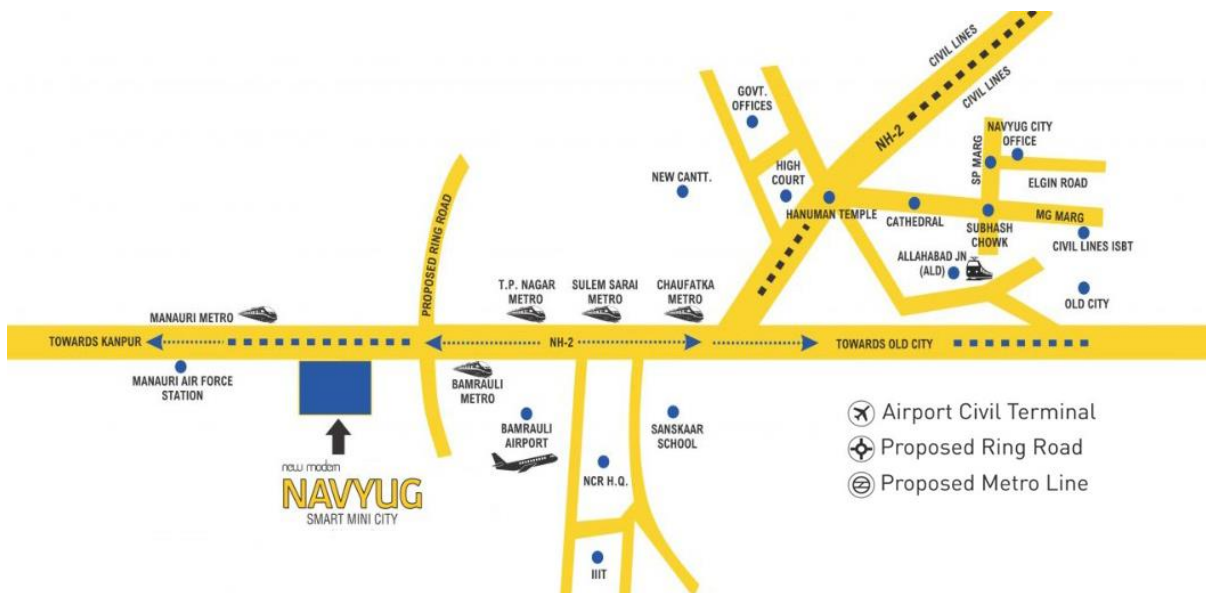 CIVIL LINES
CIVIL LINES
NH-2
GOVT.
OFFICES
NAVYUG CITY
OFFICE
SP MARG
ELGIN ROAD
NEW CANTT.
HIGH
COURT
HANUMAN TEMPLE
CATHEDRAL
MG MARG
SUBHASH
CHOWK
CIVIL LINES ISBT
ALLAHABAD JN
(ALD)
OLD CITY
PROPOSED RING ROAD
T.P. NAGAR
METRO
SULEM SARAI
METRO
CHAUFATKA
METRO
MANAURI METRO
TOWARDS KANPUR
NH-2
TOWARDS OLD CITY
MANAURI AIR FORCE
STATION
BAMRAULI
METRO
BAMRAULI
AIRPORT
SANSKAAR
SCHOOL
NCR H.Q.
IIIT
new modern
NAVYUG
SMART MINI CITY
Airport Civil Terminal
Proposed Ring Road
Proposed Metro Line